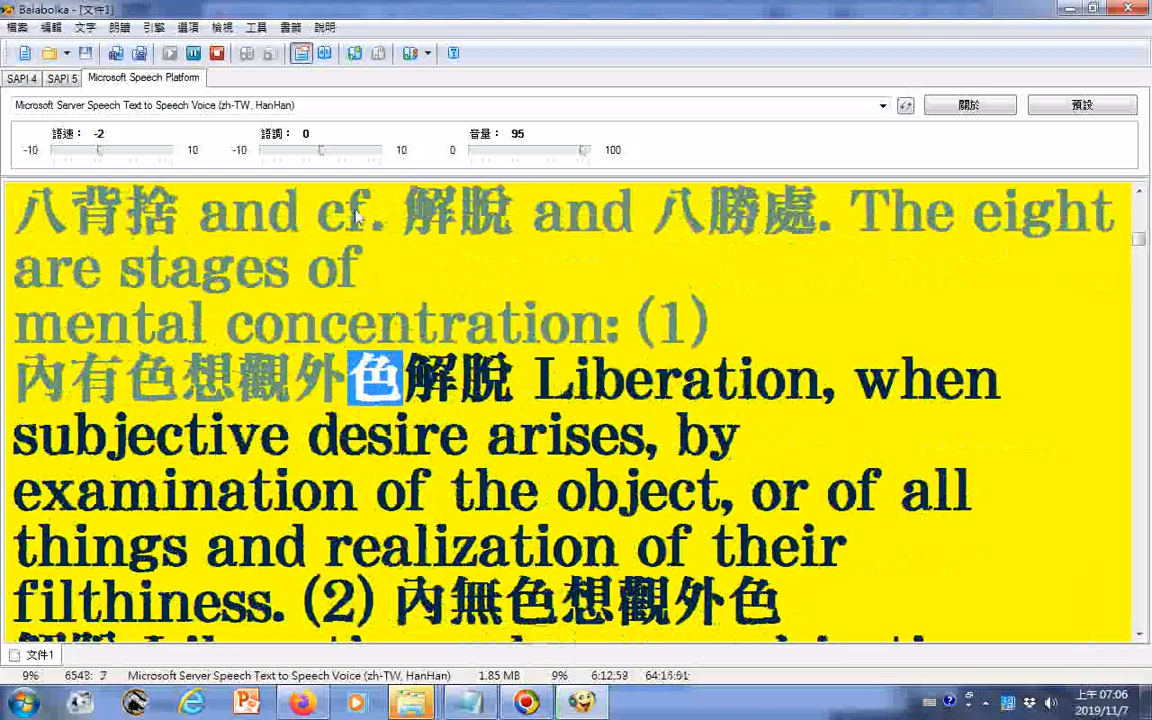 Balabolka - [文件1]
檔案 編輯 文字 朗讀 引擎 選項 檢視 工具 書籤 說明
SAPI 4 SAPI 5 Microsoft Speech Platform
Microsoft Server Speech Text to Speech Voice (zh-TW, HanHan) 關於 預設
語速： -2 語調： 0 音量： 95
-10 10 -10 10 0 100
八背捨 and cf. 解脫 and 八勝處. The eight
are stages of
mental concentration: (1)
內有色想觀外色解脫 Liberation, when
subjective desire arises, by
examination of the object, or of all
things and realization of their
filthiness. (2) 內無色想觀外色
文件1
9% 6548: 7 Microsoft Server Speech Text to Speech Voice (zh-TW, HanHan) 1.85 MB 9%
上午 07:06
2019/11/7